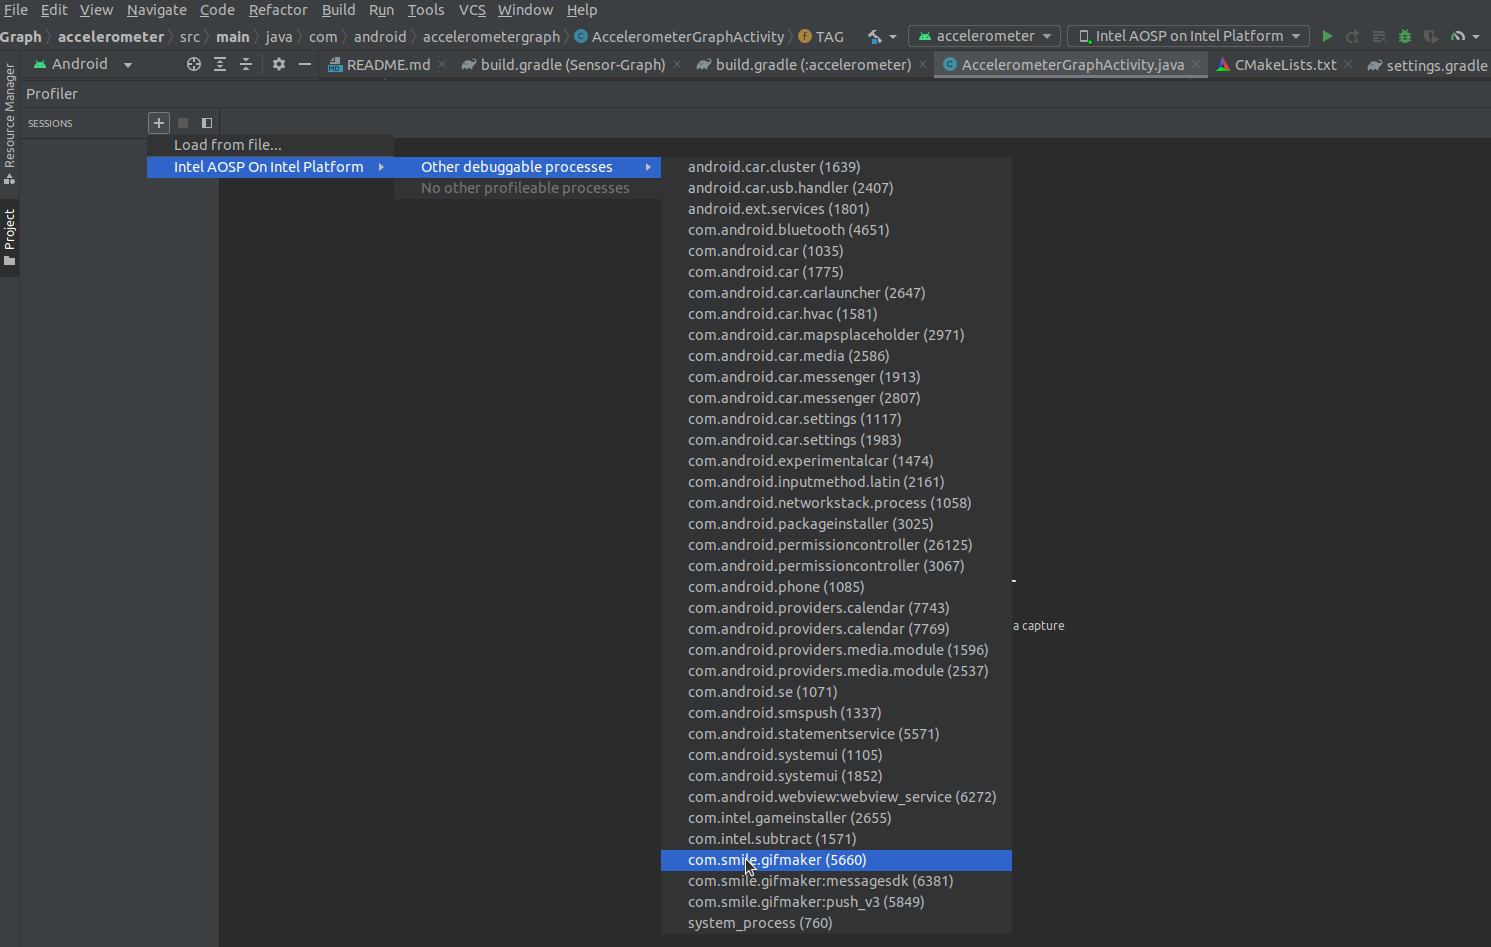 File Edit View Navigate Code Refactor Build Run Tools VCS Window Help
Graph accelerometer src main java com android accelerometergraph AccelerometerGraphActivity TAG accelerometer Intel AOSP on Intel Platform
Android README.md build.gradle (Sensor-Graph) build.gradle (:accelerometer) AccelerometerGraphActivity.java CMakeLists.txt settings.gradle
Resource Manager
Project
Profiler
SESSIONS
Load from file...
Intel AOSP On Intel Platform
Other debuggable processes
No other profileable processes
android.car.cluster (1639)
android.car.usb.handler (2407)
android.ext.services (1801)
com.android.bluetooth (4651)
com.android.car (1035)
com.android.car (1775)
com.android.car.carlauncher (2647)
com.android.car.hvac (1581)
com.android.car.mapsplaceholder (2971)
com.android.car.media (2586)
com.android.car.messenger (1913)
com.android.car.messenger (2807)
com.android.car.settings (1117)
com.android.car.settings (1983)
com.android.experimentalcar (1474)
com.android.inputmethod.latin (2161)
com.android.networkstack.process (1058)
com.android.packageinstaller (3025)
com.android.permissioncontroller (26125)
com.android.permissioncontroller (3067)
com.android.phone (1085)
com.android.providers.calendar (7743)
com.android.providers.calendar (7769)
com.android.providers.media.module (1596)
com.android.providers.media.module (2537)
com.android.se (1071)
com.android.smspush (1337)
com.android.statementservice (5571)
com.android.systemui (1105)
com.android.systemui (1852)
com.android.webview:webview_service (6272)
com.intel.gameinstaller (2655)
com.intel.subtract (1571)
com.smile.gifmaker (5660)
com.smile.gifmaker:messagesdk (6381)
com.smile.gifmaker:push_v3 (5849)
system_process (760)
a capture